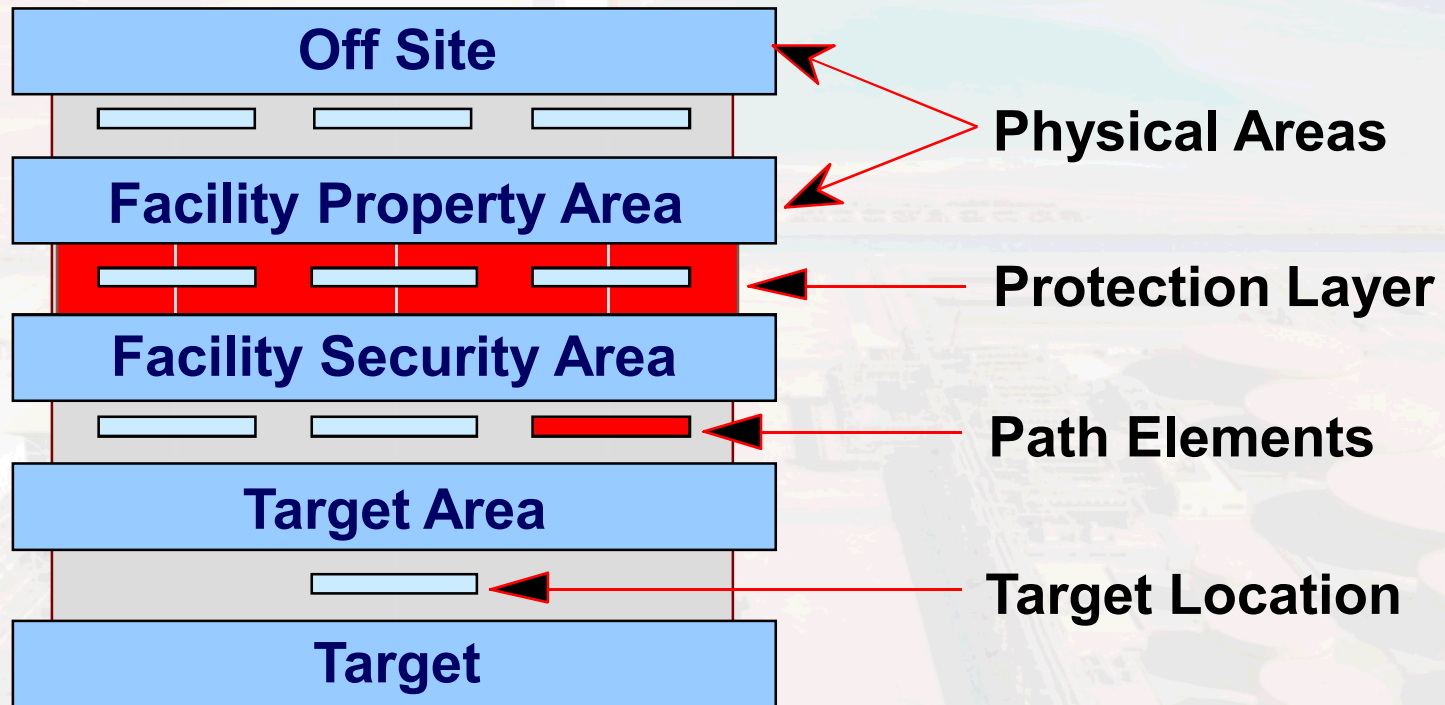 Off Site
Physical Areas
Facility Property Area
Protection Layer
Facility Security Area
Path Elements
Target Area
Target Location
Target